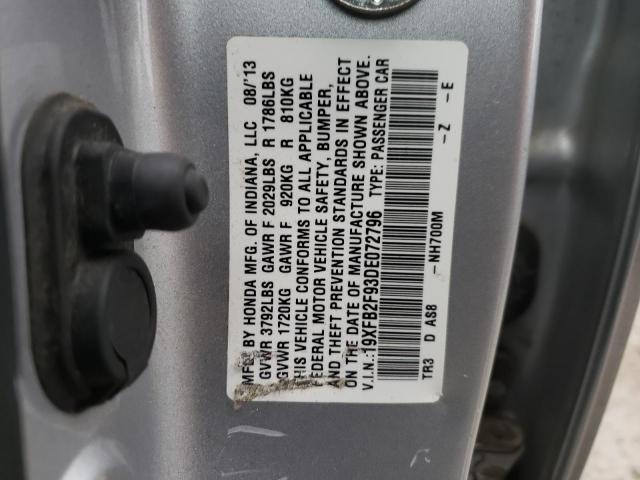 MFG. BY HONDA MFG. OF INDIANA, LLC 08/'13
GVWR 3792LBS GAWR F 2029LBS R 1786LBS
GVWR 1720KG GAWR F 920KG R 810KG
THIS VEHICLE CONFORMS TO ALL APPLICABLE
FEDERAL MOTOR VEHICLE SAFETY, BUMPER,
AND THEFT PREVENTION STANDARDS IN EFFECT
ON THE DATE OF MANUFACTURE SHOWN ABOVE.
V.I.N.:19XFB2F93DE072796 TYPE: PASSENGER CAR
TR3 D AS8 - NH700M - Z - E